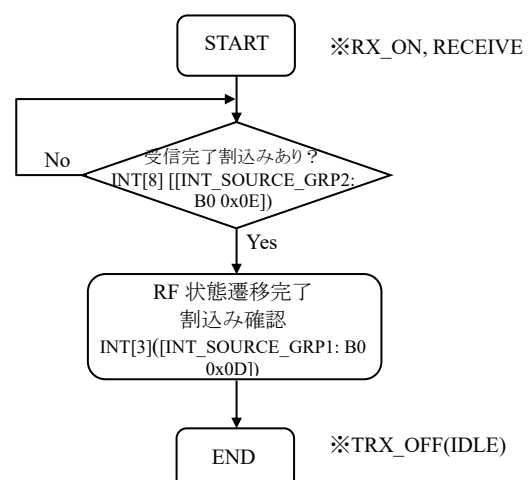 START
※RX_ON, RECEIVE
No
受信完了割込みあり？
INT[8] [[INT_SOURCE_GRP2:
B0 0x0E])
Yes
RF 状態遷移完了
割込み確認
INT[3]([INT_SOURCE_GRP1: B0
0x0D])
END
※TRX_OFF(IDLE)